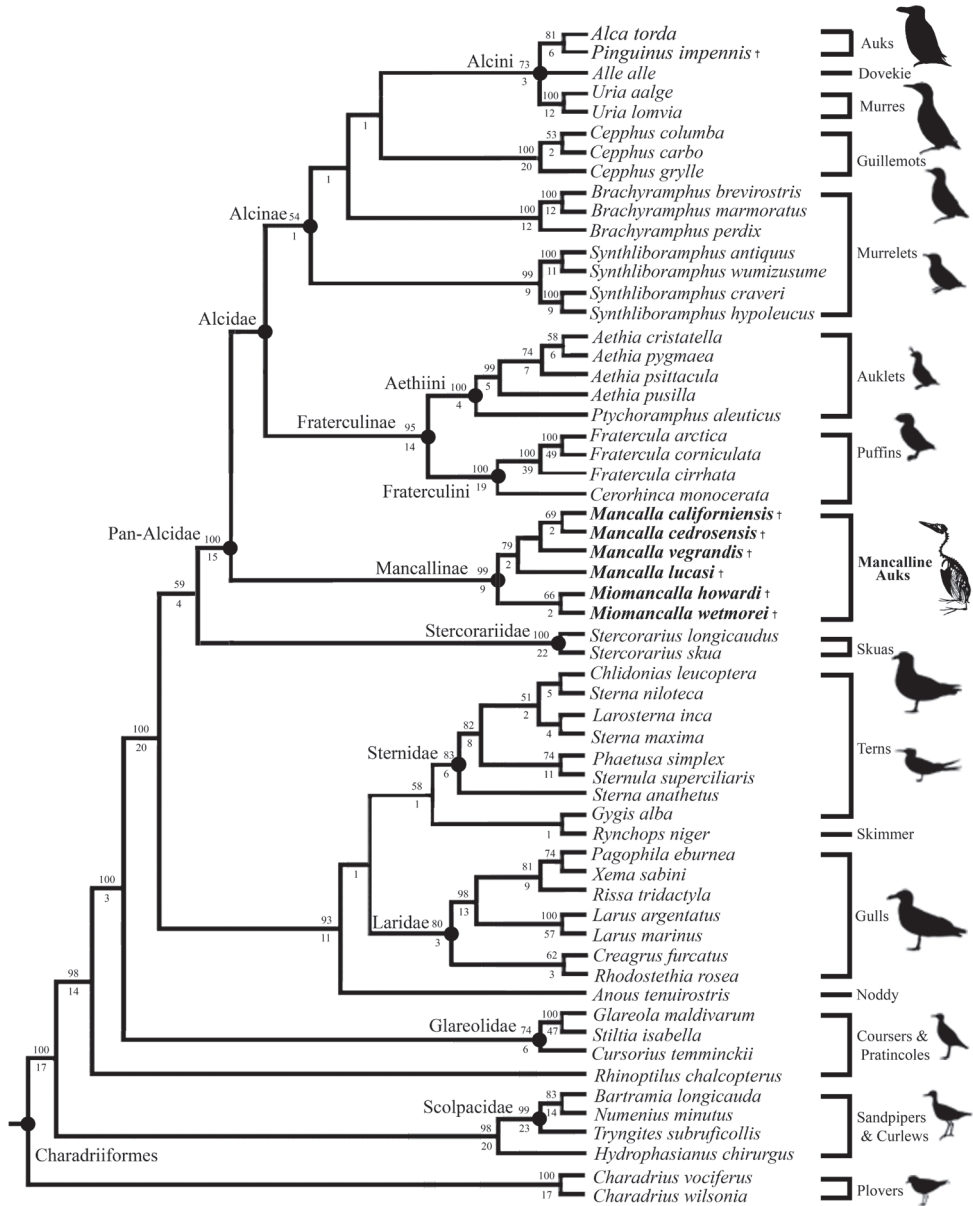 Alca torda
81
6
Pinguinus impennis †
Auks
Alcini 73
3
Alle alle
Dovekie
Uria aalge
100
12
Uria lomvia
Murres
1
Cepphus columba
53
2
Cepphus carbo
100
20
Cepphus grylle
Guillemots
1
Brachyramphus brevirostris
100
12
Brachyramphus marmoratus
100
12
Brachyramphus perdix
Alcinae 54
1
Synthliboramphus antiquus
100
11
Synthliboramphus wumizusume
99
9
Synthliboramphus craveri
100
9
Synthliboramphus hypoleucus
Murrelets
Alcidae
Aethia cristatella
58
6
Aethia pygmaea
74
7
Aethia psittacula
99
5
Aethia pusilla
Aethiini 100
4
Ptychoramphus aleuticus
Auklets
Fraterculinae 95
14
Fratercula arctica
100
49
Fratercula corniculata
100
39
Fratercula cirrhata
Fraterculini 100
19
Cerorhinca monocerata
Puffins
Pan-Alcidae 100
15
Mancalla californiensis †
69
2
Mancalla cedrosensis †
79
2
Mancalla vegrandis †
Mancalla lucasi †
Mancallinae 99
9
Miomancalla howardi †
66
2
Miomancalla wetmorei †
Mancalline
Auks
59
4
Stercorariidae 100
22
Stercorarius longicaudus
Stercorarius skua
Skuas
Chlidonias leucoptera
5
Sterna niloteca
51
2
Larosterna inca
4
Sterna maxima
82
8
Phaetusa simplex
74
11
Sternula superciliaris
Sternidae 83
6
Sterna anathetus
58
1
Gygis alba
Terns
1
Rynchops niger
Skimmer
100
20
1
Pagophila eburnea
74
Xema sabini
81
9
Rissa tridactyla
98
13
Larus argentatus
100
57
Larus marinus
Laridae 80
3
Creagrus furcatus
62
3
Rhodostethia rosea
Gulls
93
11
Anous tenuirostris
Noddy
100
3
Glareolidae 74
6
Glareola maldivarum
100
47
Stiltia isabella
Cursorius temminckii
Coursers &
Pratincoles
98
14
Rhinoptilus chalcopterus
100
17
Bartramia longicauda
83
14
Numenius minutus
Scolpacidae 99
23
Tryngites subruficollis
98
20
Hydrophasianus chirurgus
Sandpipers
& Curlews
Charadriiformes
Charadrius vociferus
100
17
Charadrius wilsonia
Plovers